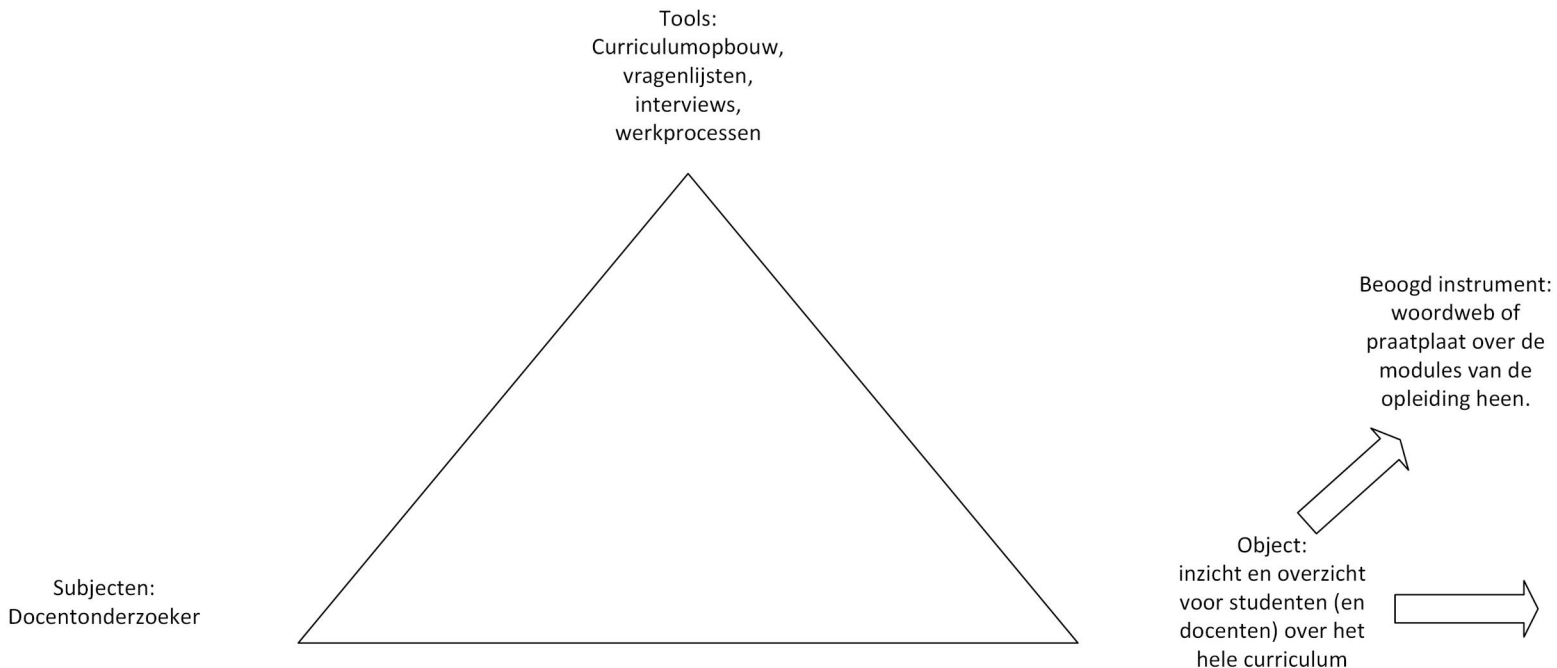 Tools:
Curriculumopbouw,
vragenlijsten,
interviews,
werkprocessen
Beoogd instrument:
woordweb of
praatplaat over de
modules van de
opleiding heen.
Subjecten:
Docentonderzoeker
Object:
inzicht en overzicht
voor studenten (en
docenten) over het
hele curriculum